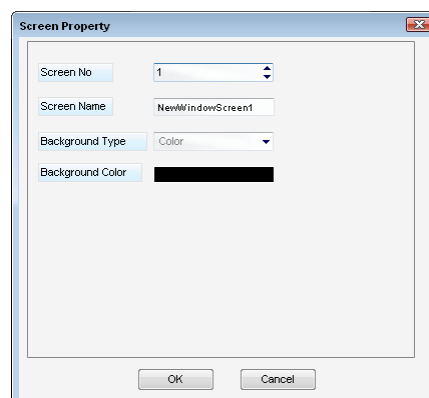 Screen Property
Screen No 1
Screen Name NewWindowScreen1
Background Type Color
Background Color
OK Cancel